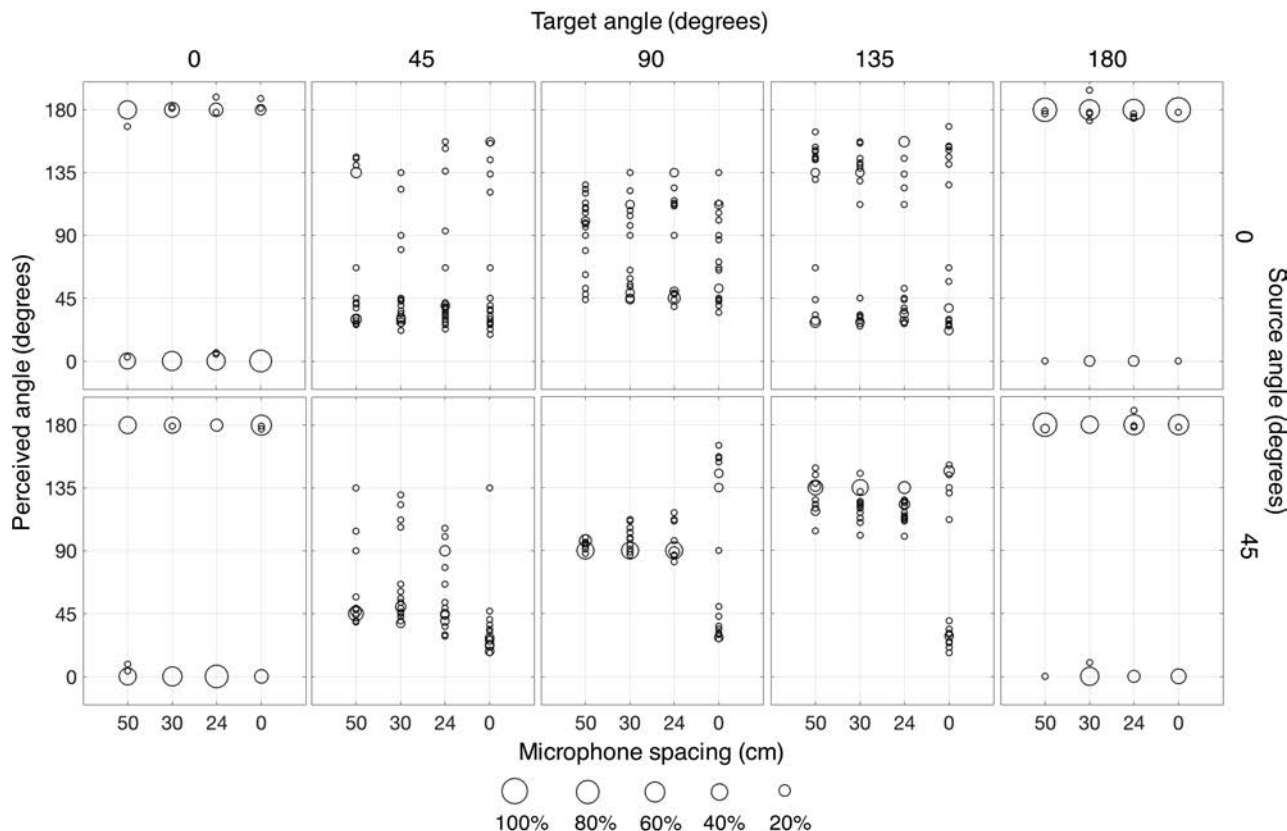 Target angle (degrees)
0 45 90 135 180
180
135
90
45
0
180
135
90
45
0
Perceived angle (degrees)
0
45
Source angle (degrees)
50 30 24 0 50 30 24 0 50 30 24 0 50 30 24 0 50 30 24 0
Microphone spacing (cm)
100% 80% 60% 40% 20%